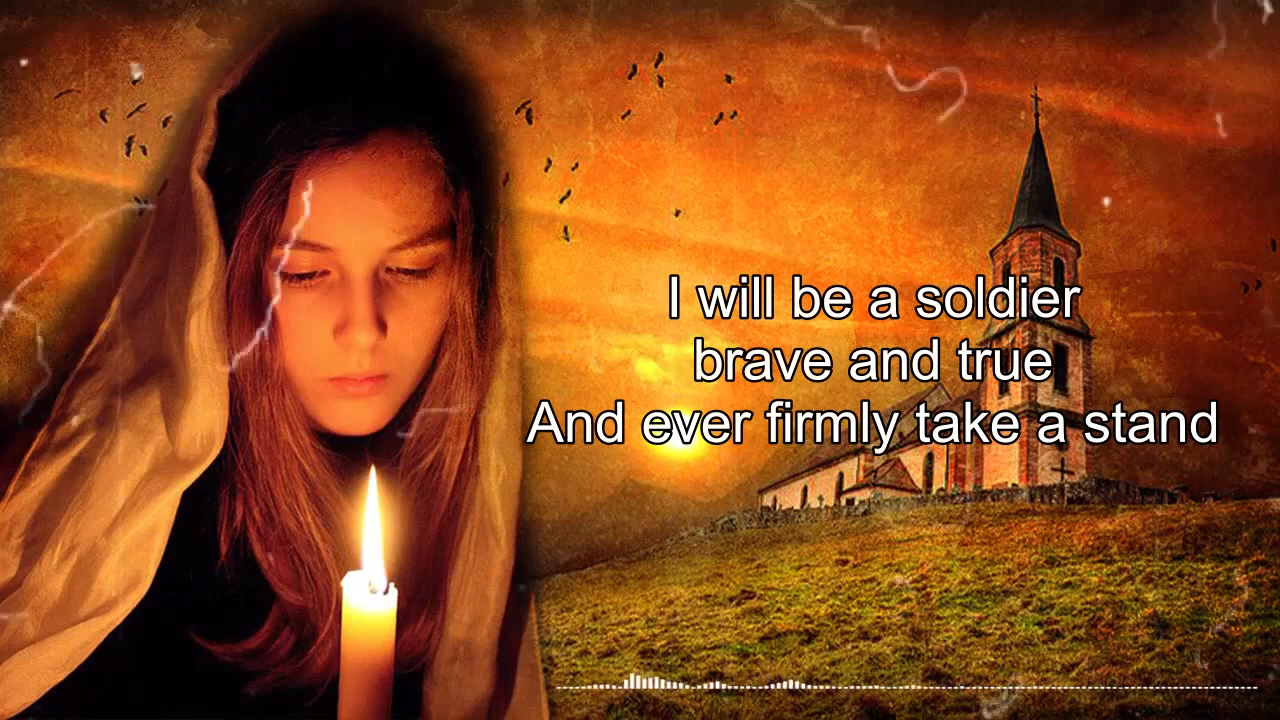 I will be a soldier
brave and true
And ever firmly take a stand